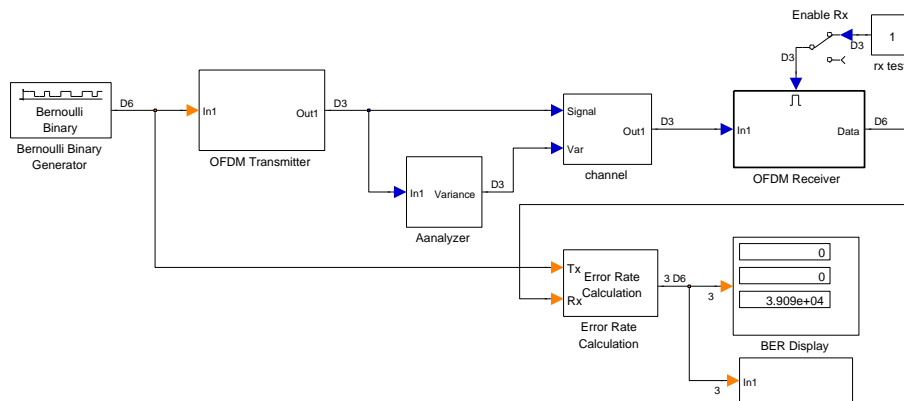 Enable Rx
1
D3
D3
rx test
Bernoulli
Binary
D6
Bernoulli Binary
Generator
In1
Out1
D3
OFDM Transmitter
Signal
Var
Out1
D3
channel
In1
Data
D6
OFDM Receiver
In1
Variance
D3
Aanalyzer
Tx
Rx
Error Rate
Calculation
3 D6
Error Rate
Calculation
3
0
0
3.909e+04
BER Display
3
In1